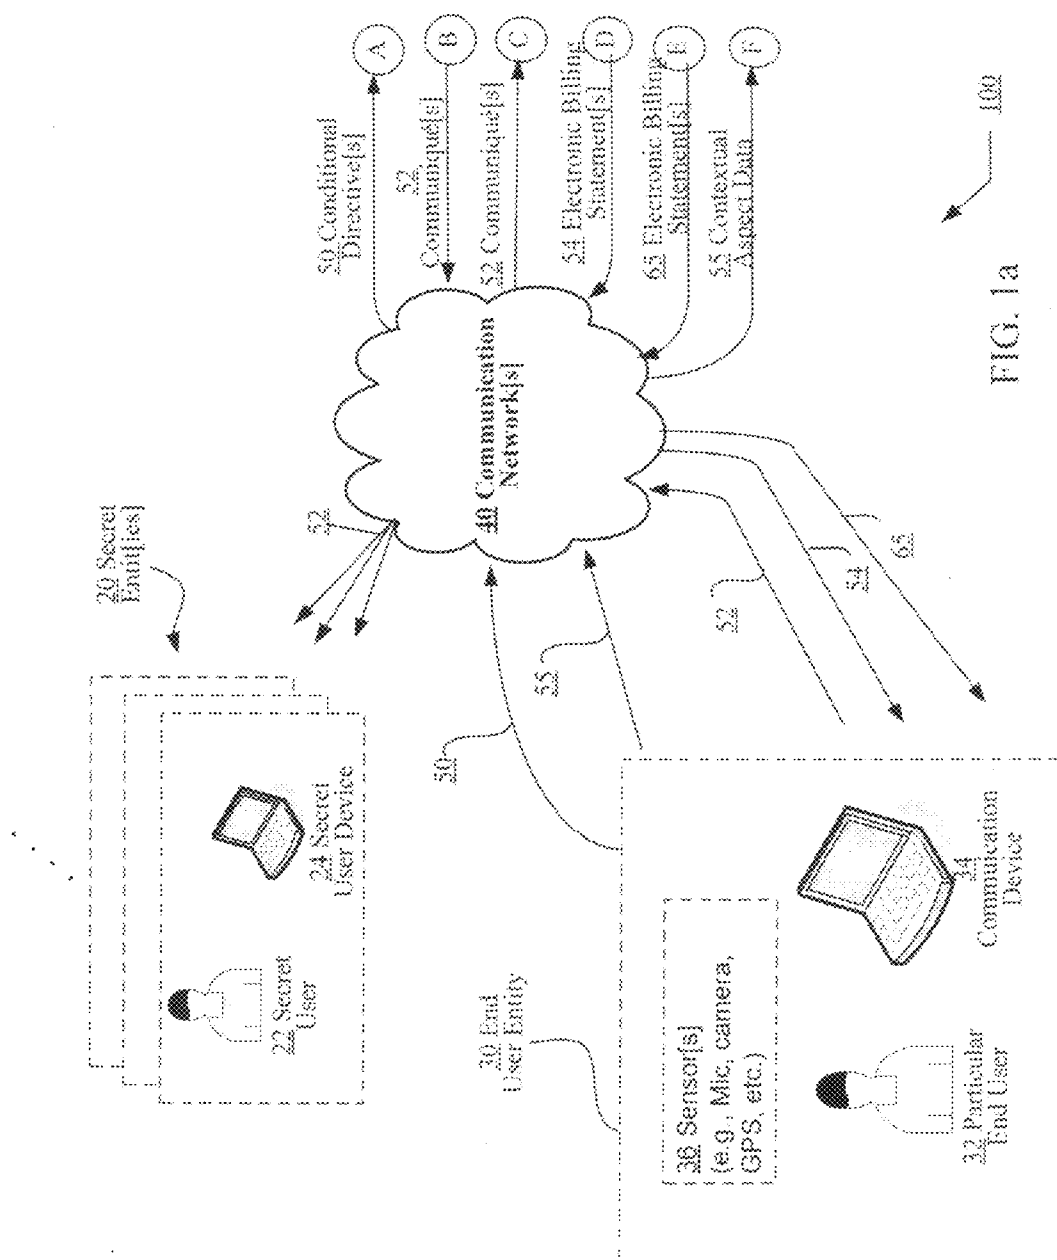 20 Secret
Entit[ies]
22 Secret
User
24 Secret
User Device
52
50 Conditional
Directive[s]
A
52
Communiqué[s]
B
52 Communiqué[s]
C
54 Electronic Billing
Statement[s]
D
65 Electronic Billing
Statement[s]
E
55 Contextual
Aspect Data
F
40 Communication
Network[s]
30 End
User Entity
50
55
52
54
65
36 Sensor[s]
(e.g., Mic, camera,
GPS, etc.)
32 Particular
End User
34
Communication
Device
100
FIG. 1a